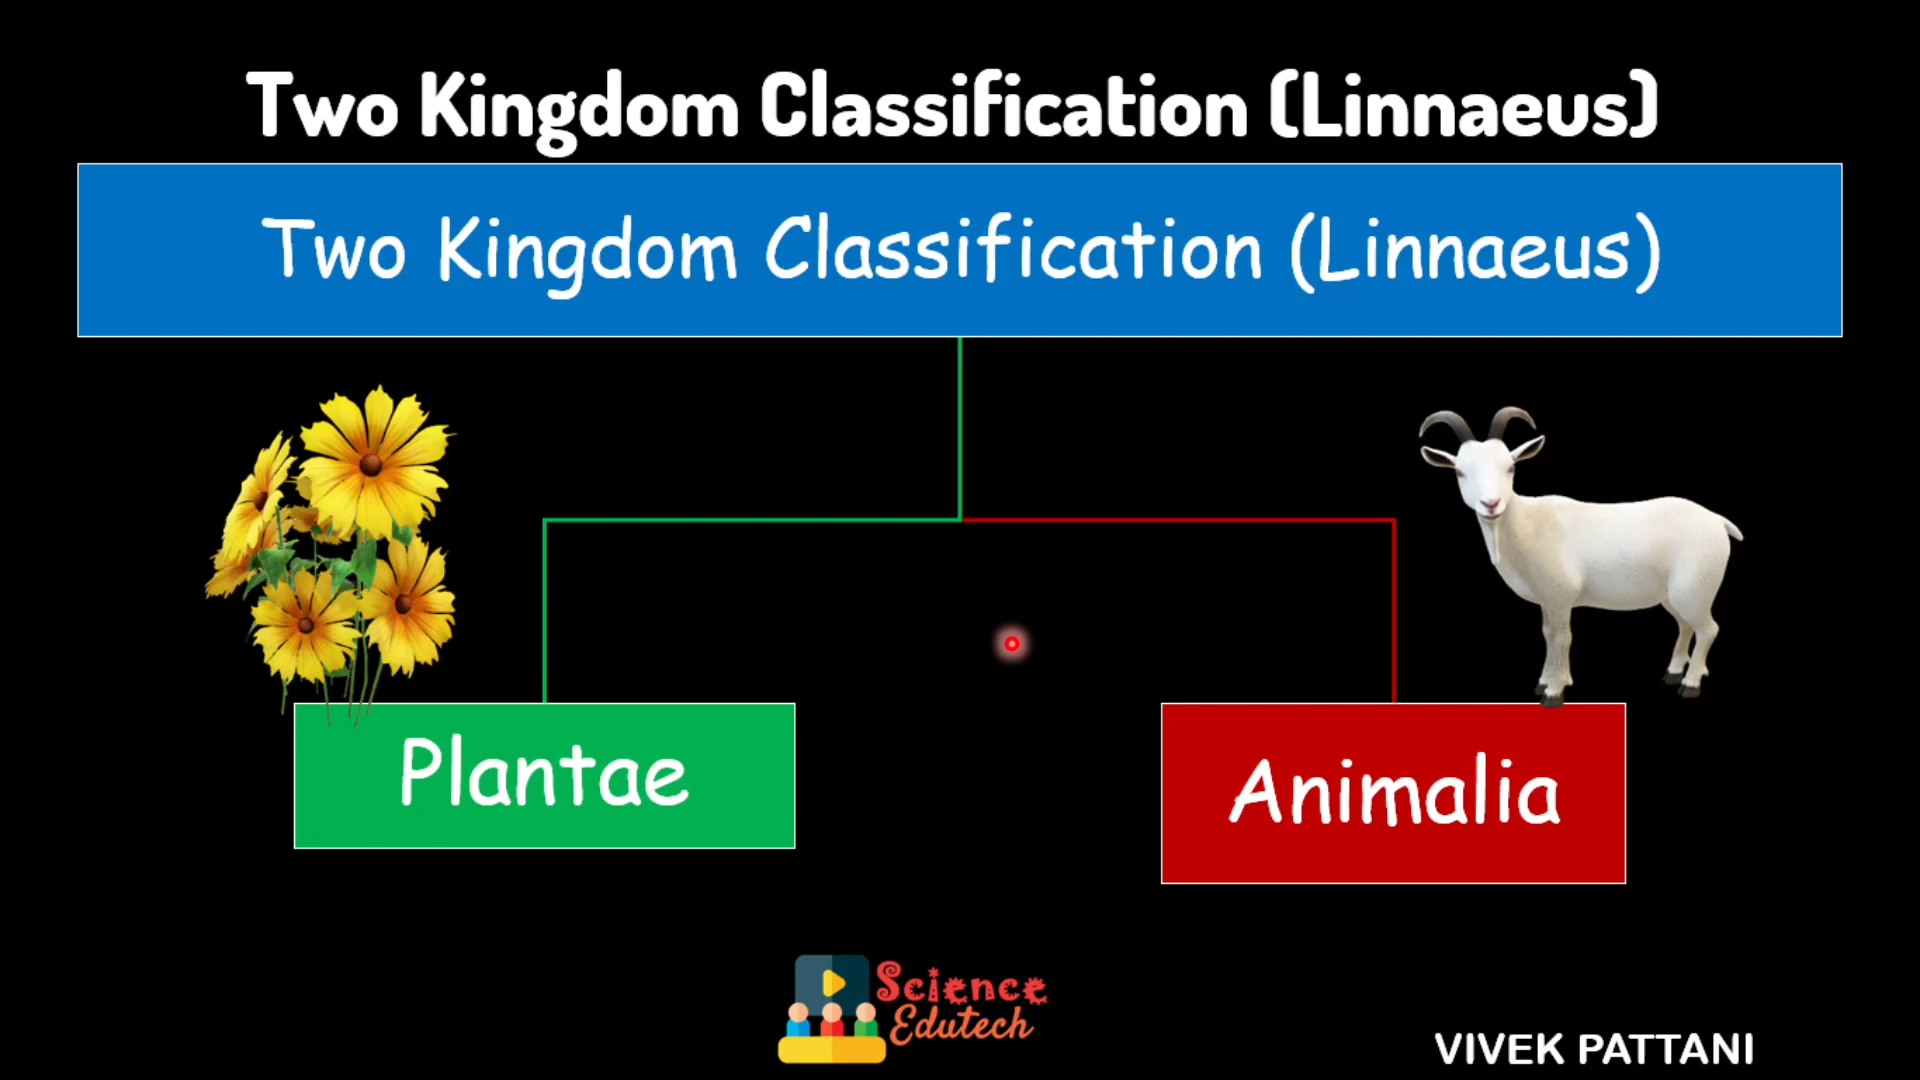 Two Kingdom Classification (Linnaeus)
Two Kingdom Classification (Linnaeus)
Plantae
Animalia
Science
Edutech
VIVEK PATTANI